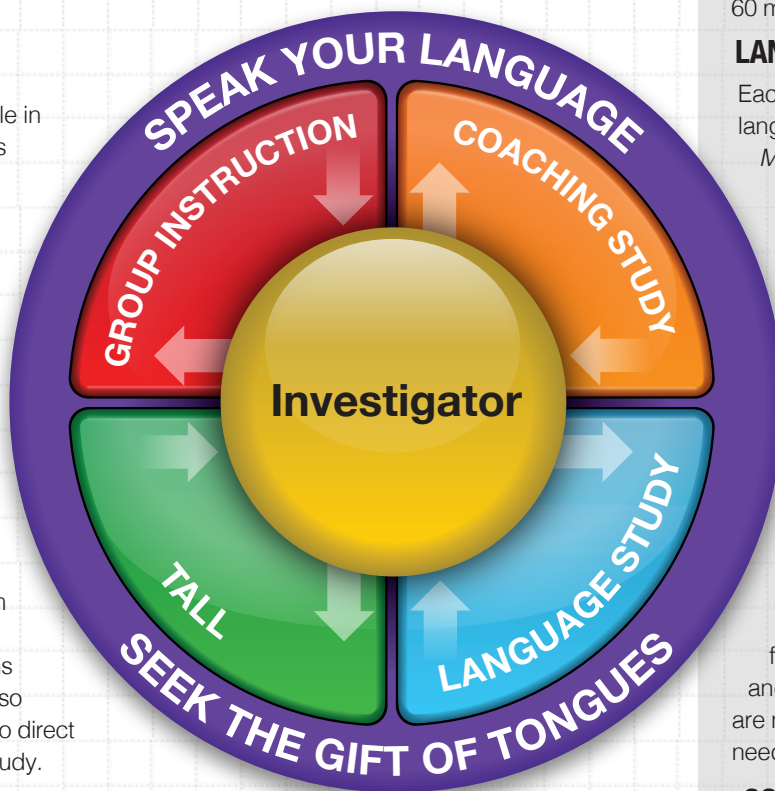 60 m
LAN
Eac
lang
M
le in
s
SPEAK YOUR LANGUAGE
GROUP INSTRUCTION
COACHING STUDY
Investigator
TALL
LANGUAGE STUDY
SEEK THE GIFT OF TONGUES
n
ns
so
o direct
udy.
f
and
are n
need